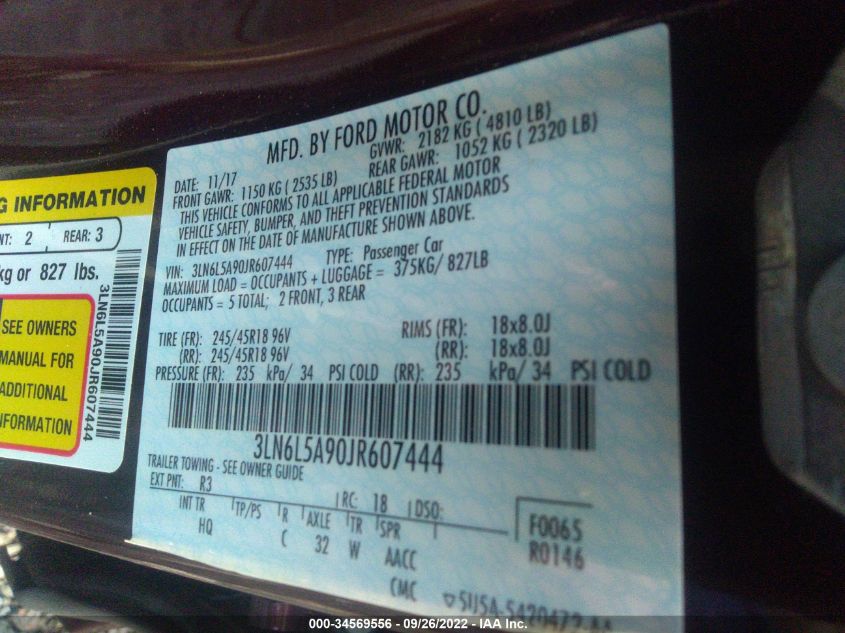 G INFORMATION
NT: 2 REAR: 3
kg or 827 lbs.
SEE OWNERS
MANUAL FOR
ADDITIONAL
INFORMATION
3LN6L5A90JR607444
MFD. BY FORD MOTOR CO.
DATE: 11/17 GVWR: 2182 KG ( 4810 LB)
FRONT GAWR: 1150 KG ( 2535 LB) REAR GAWR: 1052 KG ( 2320 LB)
THIS VEHICLE CONFORMS TO ALL APPLICABLE FEDERAL MOTOR
VEHICLE SAFETY, BUMPER, AND THEFT PREVENTION STANDARDS
IN EFFECT ON THE DATE OF MANUFACTURE SHOWN ABOVE.
VIN: 3LN6L5A90JR607444 TYPE: Passenger Car
MAXIMUM LOAD = OCCUPANTS + LUGGAGE = 375KG/ 827LB
OCCUPANTS = 5 TOTAL; 2 FRONT, 3 REAR
TIRE (FR): 245/45R18 96V RIMS (FR): 18x8.0J
(RR): 245/45R18 96V (RR): 18x8.0J
PRESSURE (FR): 235 kPa/ 34 PSI COLD (RR): 235 kPa/ 34 PSI COLD
3LN6L5A90JR607444
TRAILER TOWING - SEE OWNER GUIDE
EXT PNT: R3 RC: 18 DSO:
INT TR TP/PS R AXLE TR SPR F0065
HQ C 32 W AACC R0146
CMC
000-34569556 / 09/26/2022 / IAA Inc.